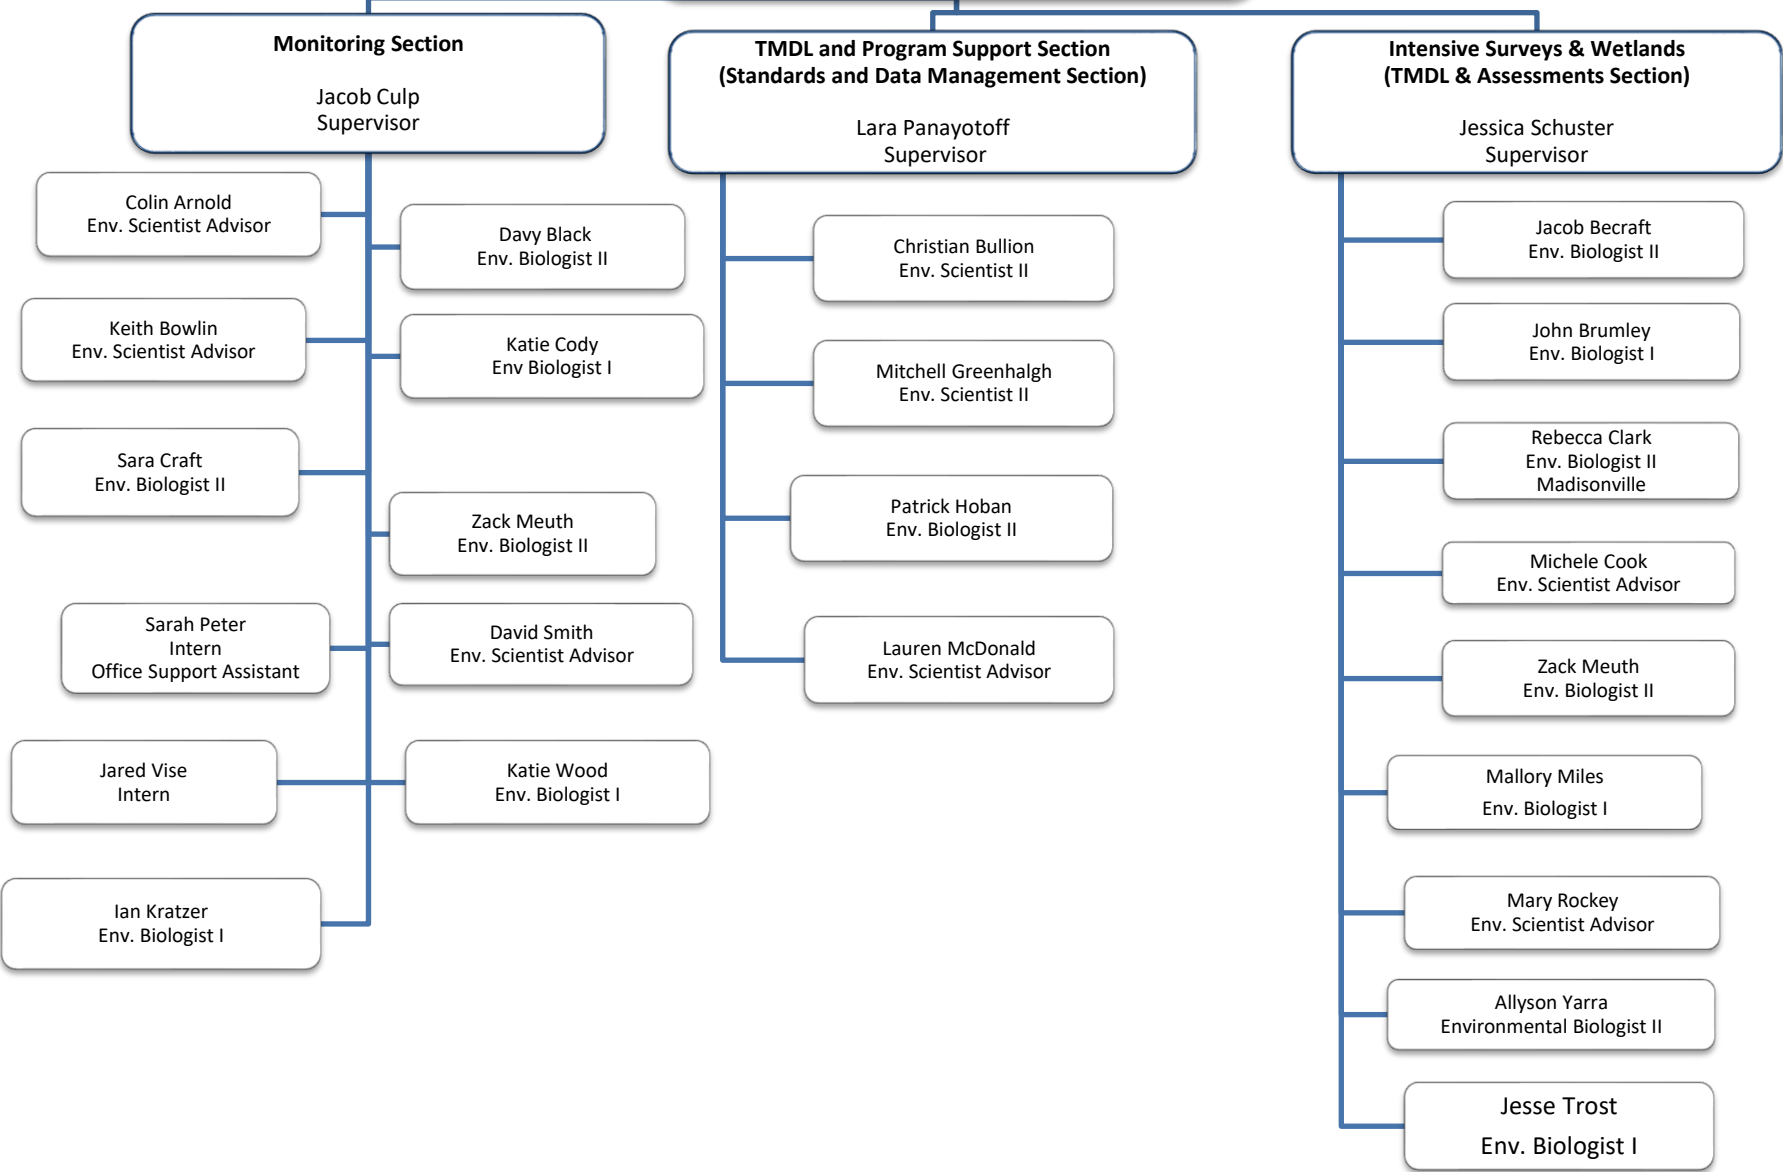 Monitoring Section
Jacob Culp
Supervisor
Colin Arnold
Env. Scientist Advisor
Davy Black
Env. Biologist II
Keith Bowlin
Env. Scientist Advisor
Katie Cody
Env Biologist I
Sara Craft
Env. Biologist II
Zack Meuth
Env. Biologist II
Sarah Peter
Intern
Office Support Assistant
David Smith
Env. Scientist Advisor
Jared Vise
Intern
Katie Wood
Env. Biologist I
Ian Kratzer
Env. Biologist I
TMDL and Program Support Section
(Standards and Data Management Section)
Lara Panayotoff
Supervisor
Christian Bullion
Env. Scientist II
Mitchell Greenhalgh
Env. Scientist II
Patrick Hoban
Env. Biologist II
Lauren McDonald
Env. Scientist Advisor
Intensive Surveys & Wetlands
(TMDL & Assessments Section)
Jessica Schuster
Supervisor
Jacob Becraft
Env. Biologist II
John Brumley
Env. Biologist I
Rebecca Clark
Env. Biologist II
Madisonville
Michele Cook
Env. Scientist Advisor
Zack Meuth
Env. Biologist II
Mallory Miles
Env. Biologist I
Mary Rockey
Env. Scientist Advisor
Allyson Yarra
Environmental Biologist II
Jesse Trost
Env. Biologist I